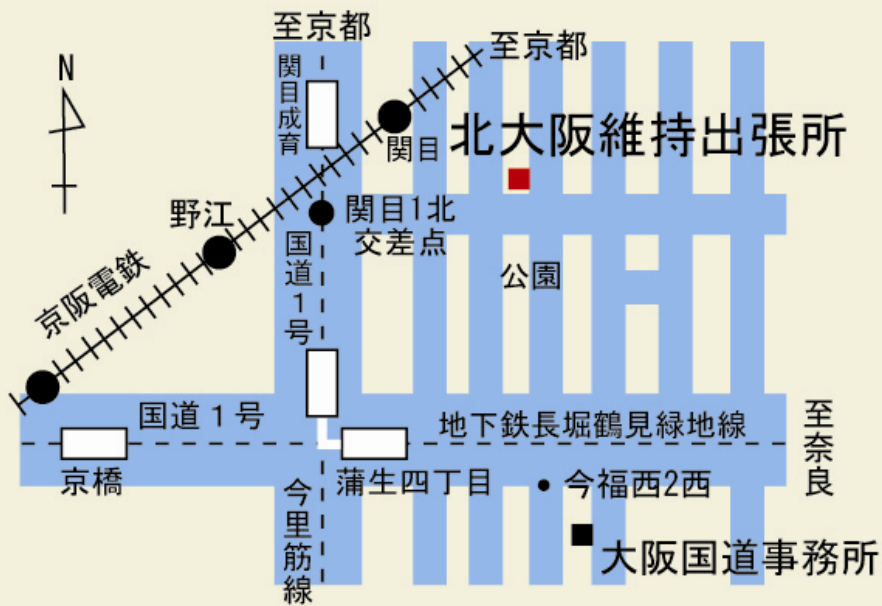 至京都
至京都
N
関目成育
関目
北大阪維持出張所
野江
関目1北
交差点
国道1号
公園
京阪電鉄
国道1号
地下鉄長堀鶴見緑地線
至奈良
京橋
蒲生四丁目
今福西2西
今里筋線
大阪国道事務所